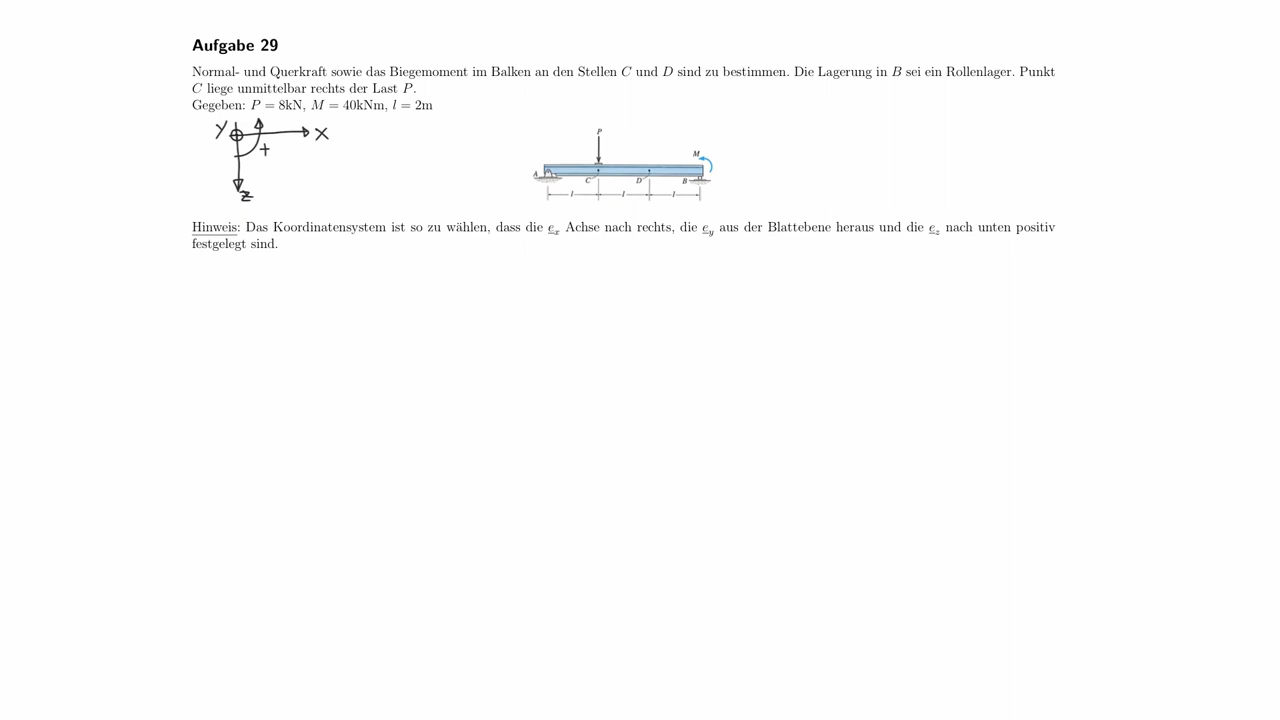 Aufgabe 29
Normal- und Querkraft sowie das Biegemoment im Balken an den Stellen C und D sind zu bestimmen. Die Lagerung in B sei ein Rollenlager. Punkt
C liege unmittelbar rechts der Last P.
Gegeben: P = 8kN, M = 40kNm, l = 2m
y x
+
z
P
M
A C D B
l l l
Hinweis: Das Koordinatensystem ist so zu wählen, dass die e_x Achse nach rechts, die e_y aus der Blattebene heraus und die e_z nach unten positiv
festgelegt sind.